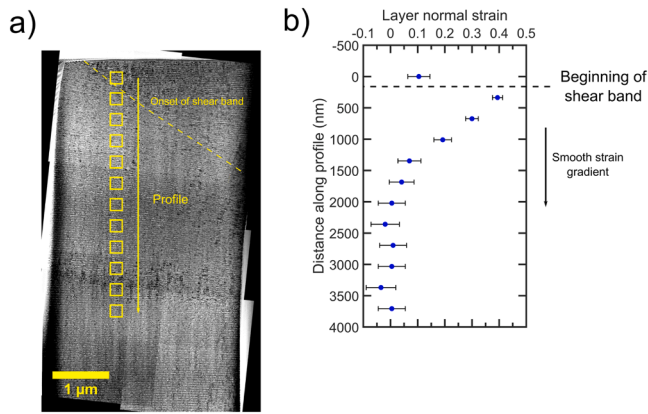 a)
Onset of shear band
Profile
1 µm
b)
Layer normal strain
-0.1 0 0.1 0.2 0.3 0.4 0.5
-500
0
500
1000
1500
2000
2500
3000
3500
4000
Distance along profile (nm)
Beginning of
shear band
Smooth strain
gradient